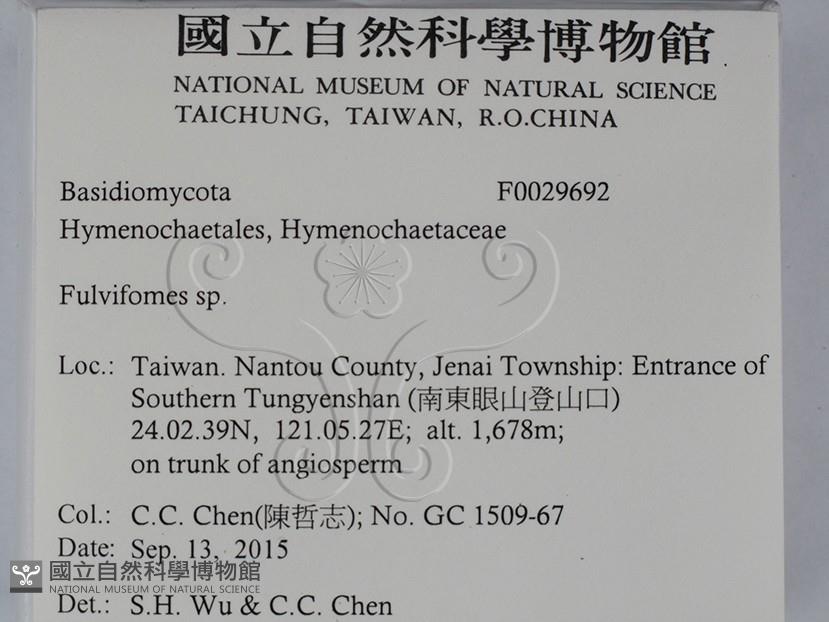 國立自然科學博物館
NATIONAL MUSEUM OF NATURAL SCIENCE
TAICHUNG, TAIWAN, R.O.CHINA
Basidiomycota F0029692
Hymenochaetales, Hymenochaetaceae
Fulvifomes sp.
Loc.: Taiwan. Nantou County, Jenai Township: Entrance of
Southern Tungyenshan (南東眼山登山口)
24.02.39N, 121.05.27E; alt. 1,678m;
on trunk of angiosperm
Col.: C.C. Chen(陳哲志); No. GC 1509-67
Date: Sep. 13, 2015
國立自然科學博物館
NATIONAL MUSEUM OF NATURAL SCIENCE
Det.: S.H. Wu & C.C. Chen